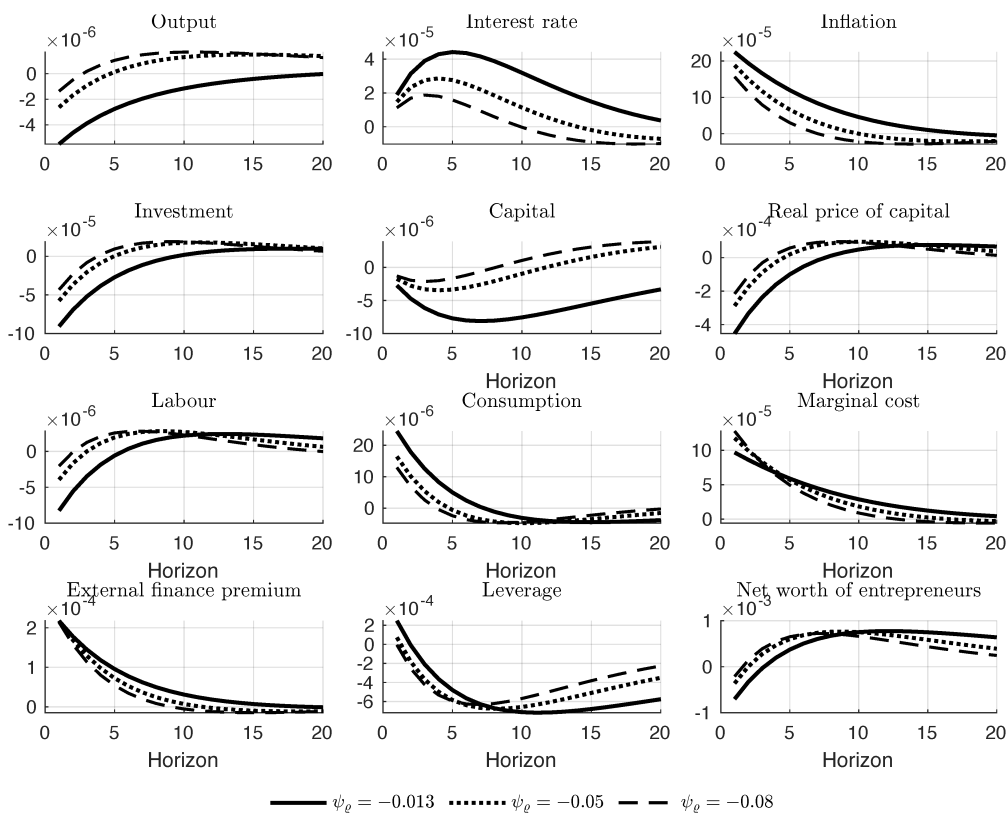 Output Interest rate Inflation
×10^-6 ×10^-5 ×10^-5
0 4 20
-2 2 10
-4 0 0
0 5 10 15 20 0 5 10 15 20 0 5 10 15 20
Investment Capital Real price of capital
×10^-5 ×10^-6 ×10^-4
0 0 0
-5 -5 -2
-10 -10 -4
0 5 10 15 20 0 5 10 15 20 0 5 10 15 20
Horizon Horizon
Labour Consumption Marginal cost
×10^-6 ×10^-6 ×10^-5
0 20 10
-5 10 5
-10 0 0
0 5 10 15 20 0 5 10 15 20 0 5 10 15 20
Horizon Horizon
External finance premium Leverage Net worth of entrepreneurs
×10^-4 ×10^-4 ×10^-3
2 2 1
1 0 0
0 -2 -1
-4
-6
0 5 10 15 20 0 5 10 15 20 0 5 10 15 20
Horizon Horizon Horizon
ψ_ϱ = −0.013 ψ_ϱ = −0.05 ψ_ϱ = −0.08